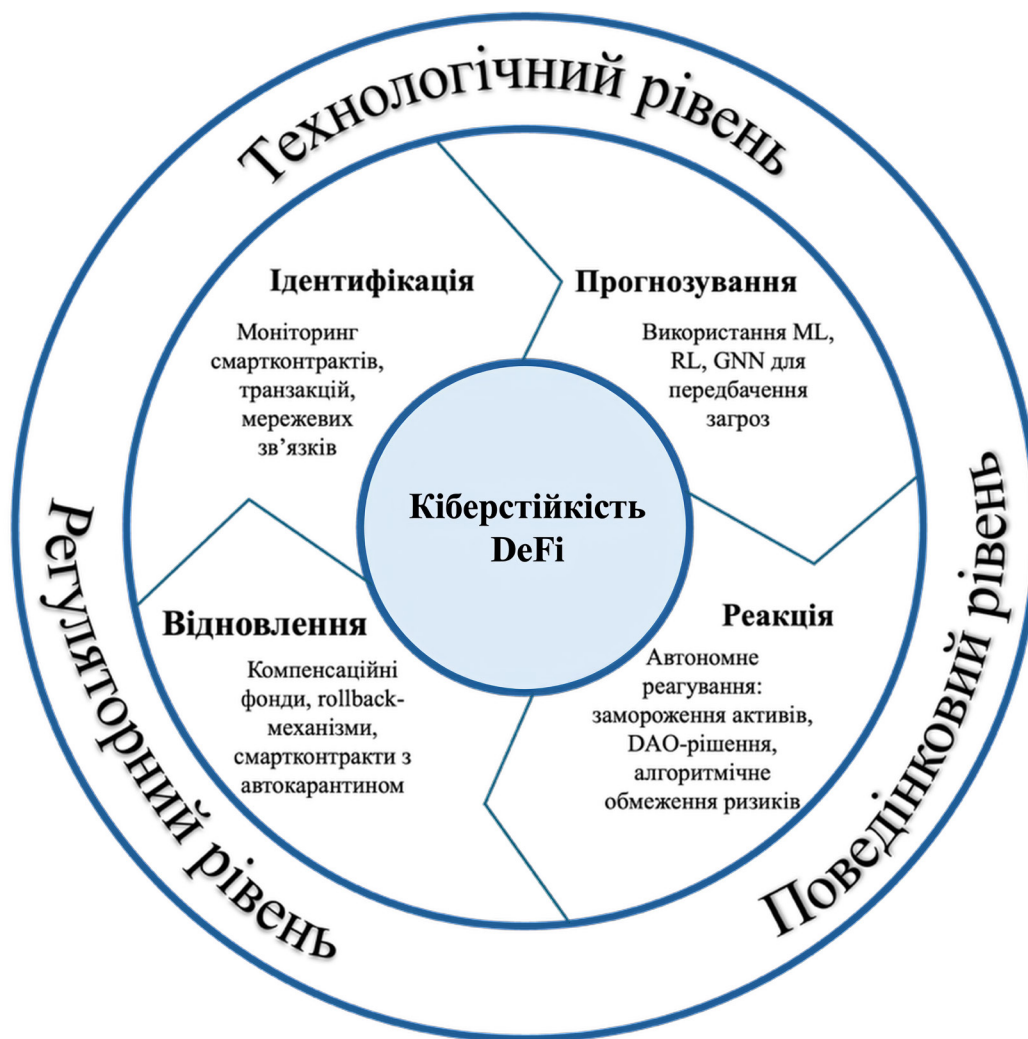 Технологічний рівень
Ідентифікація
Моніторинг
смартконтрактів,
транзакцій,
мережевих
зв’язків
Прогнозування
Використання ML,
RL, GNN для
передбачення
загроз
Кіберстійкість
DeFi
Відновлення
Компенсаційні
фонди, rollback-
механізми,
смартконтракти з
автокарантином
Реакція
Автономне
реагування:
замороження активів,
DAO-рішення,
алгоритмічне
обмеження ризиків
Регуляторний рівень
Поведінковий рівень